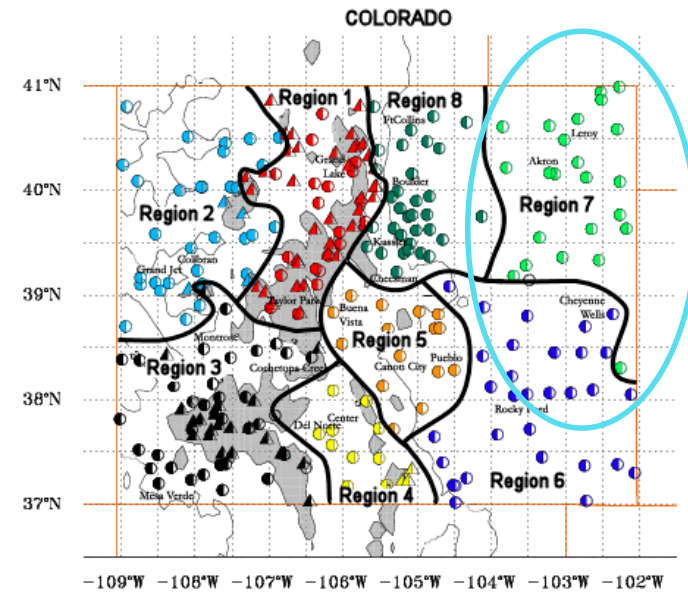 COLORADO
41°N
Region 1
Region 8
FtCollins
Leroy
Grand
Lake
Akron
40°N
Boulder
Region 2
Region 7
Kassler
Collbran
Grand Jct
Cheesman
39°N
Taylor Park
Buena
Vista
Cheyenne
Wells
Montrose
Region 5
Region 3
Cochetopa Creek
Canon City
Pueblo
38°N
Rocky Ford
Center
Del Norte
Region 6
Mesa Verde
Region 4
37°N
-109°W -108°W -107°W -106°W -105°W -104°W -103°W -102°W